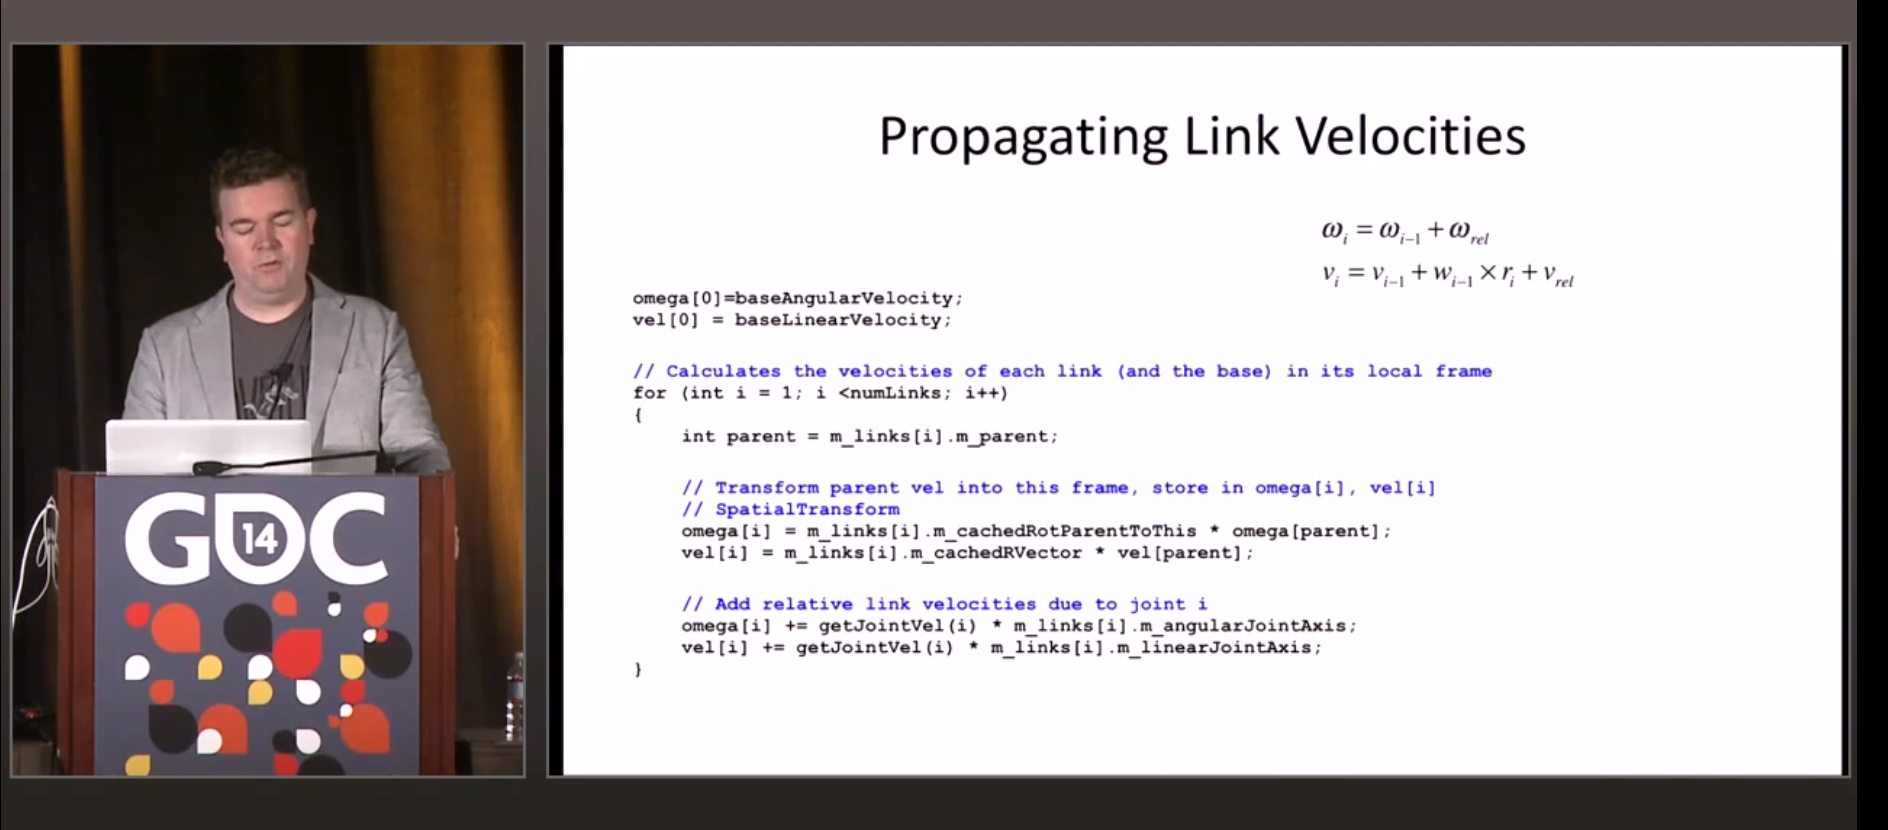 GDC
14
Propagating Link Velocities
ω_i = ω_{i-1} + ω_{rel}
v_i = v_{i-1} + w_{i-1} × r_i + v_{rel}
omega[0]=baseAngularVelocity;
vel[0] = baseLinearVelocity;
// Calculates the velocities of each link (and the base) in its local frame
for (int i = 1; i <numLinks; i++)
{
int parent = m_links[i].m_parent;
// Transform parent vel into this frame, store in omega[i], vel[i]
// SpatialTransform
omega[i] = m_links[i].m_cachedRotParentToThis * omega[parent];
vel[i] = m_links[i].m_cachedRVector * vel[parent];
// Add relative link velocities due to joint i
omega[i] += getJointVel(i) * m_links[i].m_angularJointAxis;
vel[i] += getJointVel(i) * m_links[i].m_linearJointAxis;
}